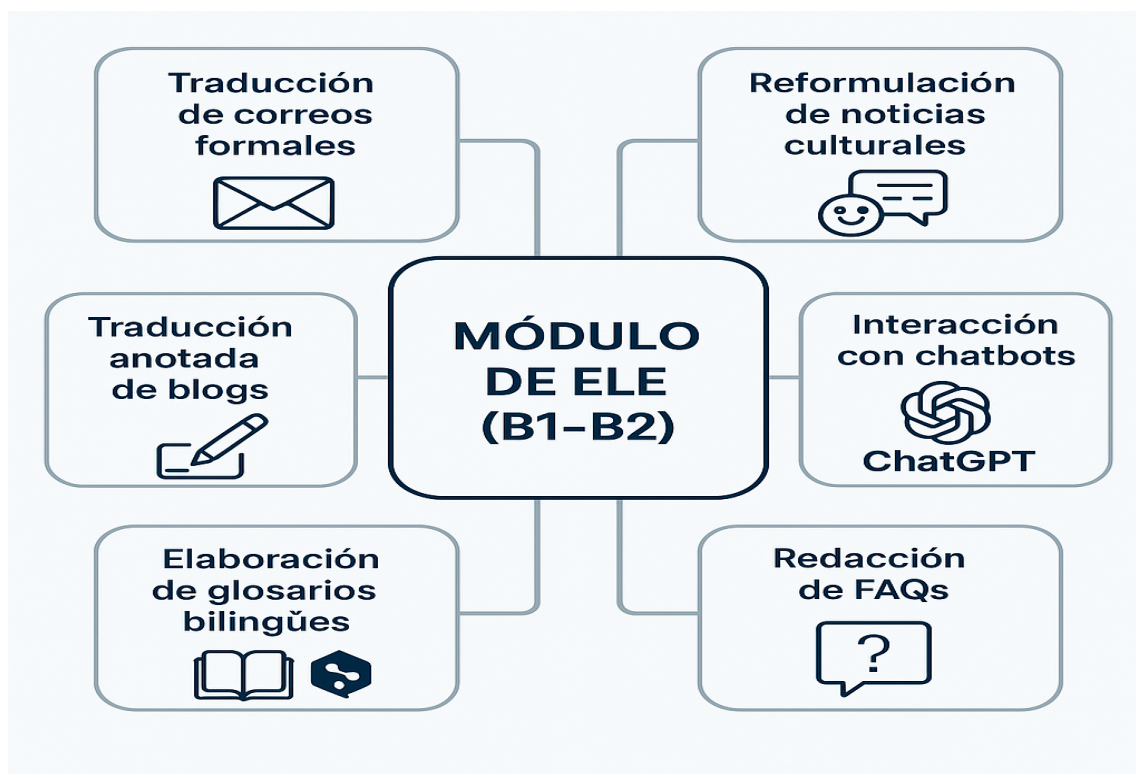 Traducción
de correos
formales
Reformulación
de noticias
culturales
Traducción
anotada
de blogs
MÓDULO
DE ELE
(B1–B2)
Interacción
con chatbots
ChatGPT
Elaboración
de glosarios
bilingǔes
Redacción
de FAQs
?